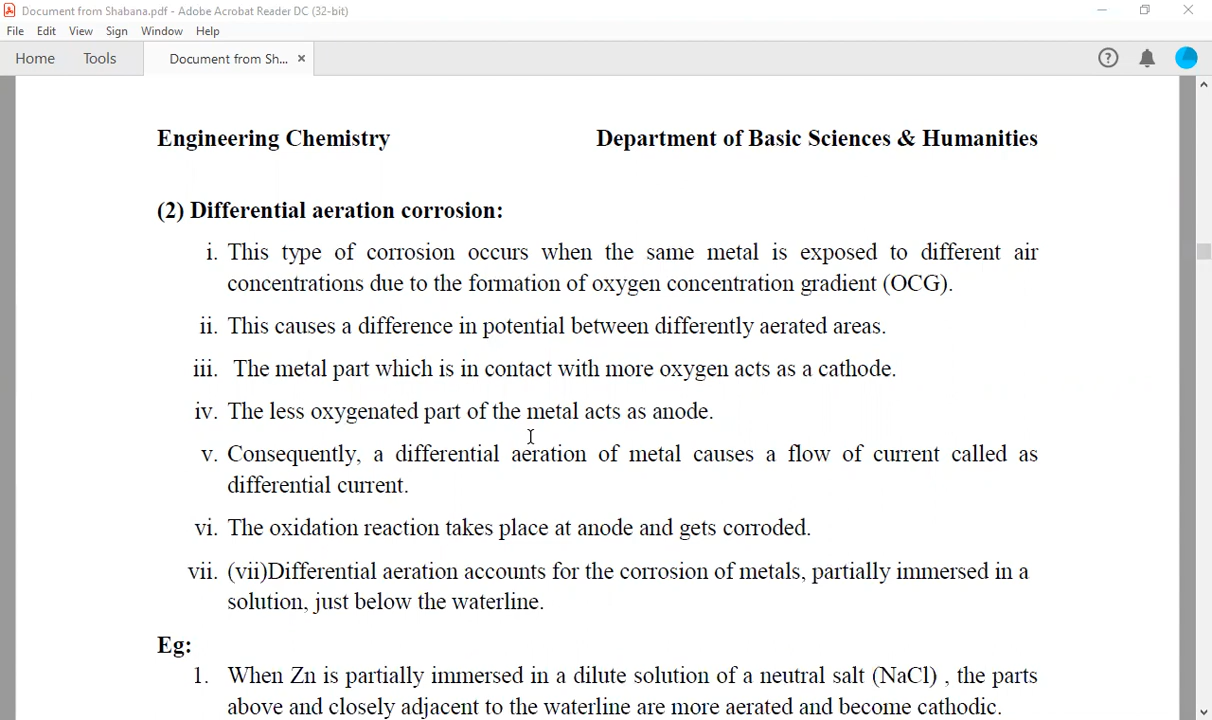 Document from Shabana.pdf - Adobe Acrobat Reader DC (32-bit)
File Edit View Sign Window Help
Home Tools Document from Sh... ×
Engineering Chemistry Department of Basic Sciences & Humanities
(2) Differential aeration corrosion:
i. This type of corrosion occurs when the same metal is exposed to different air
concentrations due to the formation of oxygen concentration gradient (OCG).
ii. This causes a difference in potential between differently aerated areas.
iii. The metal part which is in contact with more oxygen acts as a cathode.
iv. The less oxygenated part of the metal acts as anode.
v. Consequently, a differential aeration of metal causes a flow of current called as
differential current.
vi. The oxidation reaction takes place at anode and gets corroded.
vii. (vii)Differential aeration accounts for the corrosion of metals, partially immersed in a
solution, just below the waterline.
Eg:
1. When Zn is partially immersed in a dilute solution of a neutral salt (NaCl) , the parts
above and closely adjacent to the waterline are more aerated and become cathodic.